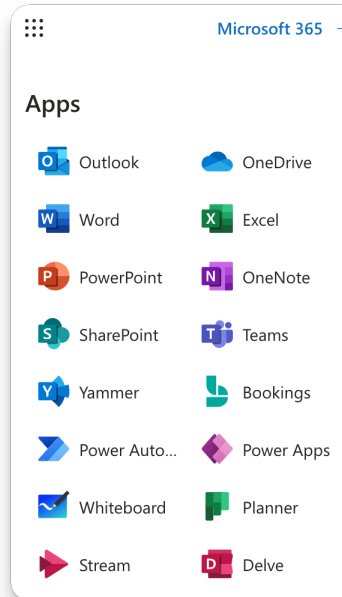 Microsoft 365 →
Apps
Outlook
OneDrive
Word
Excel
PowerPoint
OneNote
SharePoint
Teams
Yammer
Bookings
Power Auto...
Power Apps
Whiteboard
Planner
Stream
Delve